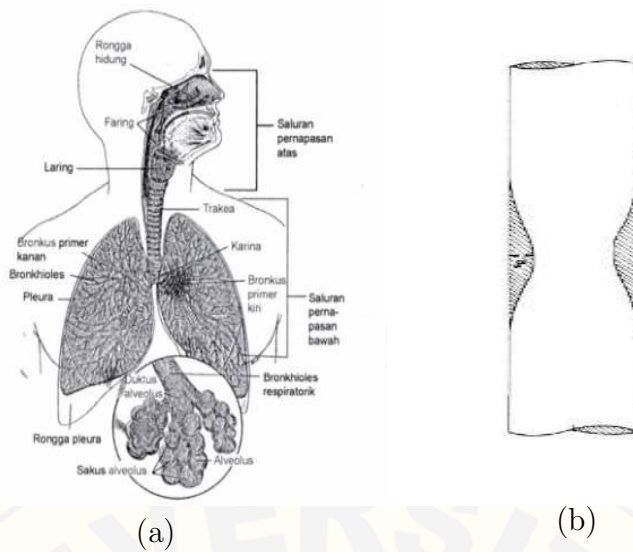 Rongga
hidung
Faring
Saluran
pernapasan
atas
Laring
Trakea
Bronkus primer
kanan
Karina
Bronkhioles
Bronkus
primer
kiri
Pleura
Saluran
perna-
pasan
bawah
Duktus
alveolus
Bronkhioles
respiratorik
Rongga pleura
Alveolus
Sakus alveolus
(a)
(b)